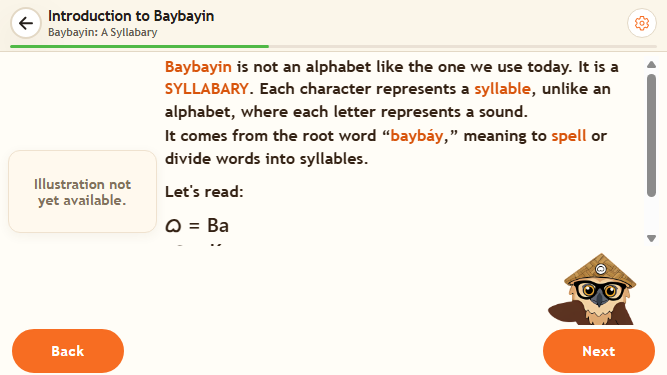 Introduction to Baybayin
Baybayin: A Syllabary
Baybayin is not an alphabet like the one we use today. It is a
SYLLABARY. Each character represents a syllable, unlike an
alphabet, where each letter represents a sound.
It comes from the root word “baybáy,” meaning to spell or
divide words into syllables.
Illustration not
yet available.
Let's read:
ᜊ = Ba
Back
Next